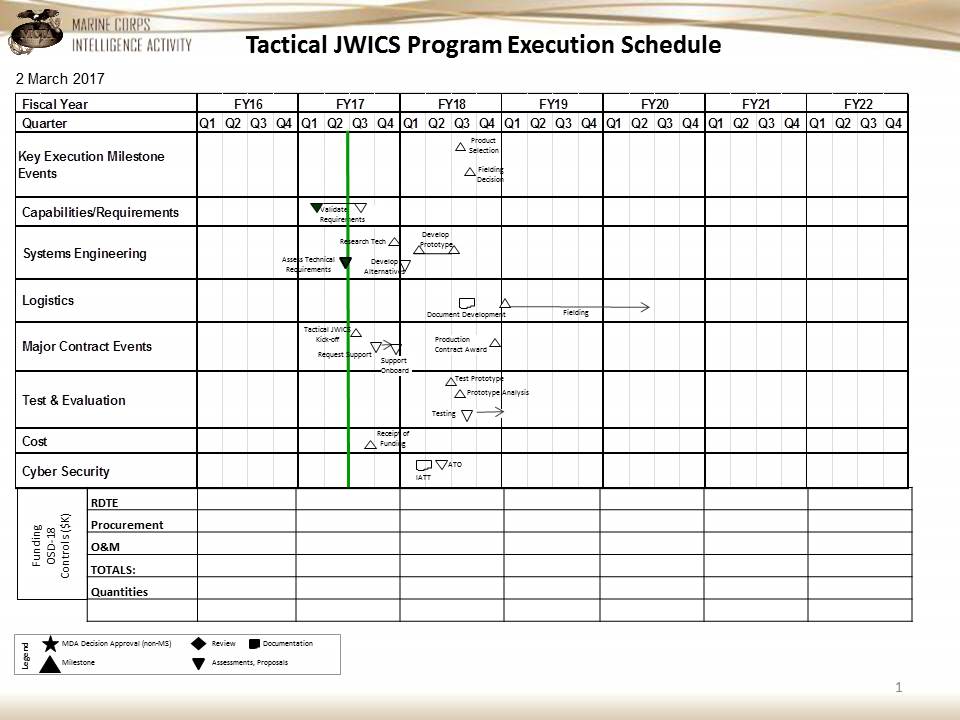 MARINE CORPS
INTELLIGENCE ACTIVITY
Tactical JWICS Program Execution Schedule
2 March 2017
Fiscal Year FY16 FY17 FY18 FY19 FY20 FY21 FY22
Quarter Q1 Q2 Q3 Q4 Q1 Q2 Q3 Q4 Q1 Q2 Q3 Q4 Q1 Q2 Q3 Q4 Q1 Q2 Q3 Q4 Q1 Q2 Q3 Q4 Q1 Q2 Q3 Q4
Key Execution Milestone
Events
Product
Selection
Fielding
Decision
Capabilities/Requirements
Validate
Requirements
Systems Engineering
Develop
Prototype
Research Tech
Assess Technical
Requirements
Develop
Alternatives
Logistics
Document Development
Fielding
Major Contract Events
Tactical JWICS
Kick-off
Request Support
Support
Onboard
Production
Contract Award
Test & Evaluation
Test Prototype
Prototype Analysis
Testing
Cost
Receipt of
Funding
Cyber Security
ATO
IATT
Funding
OSD-18
Controls ($K)
RDTE
Procurement
O&M
TOTALS:
Quantities
Legend
MDA Decision Approval (non-MS) Review Documentation
Milestone Assessments, Proposals
1